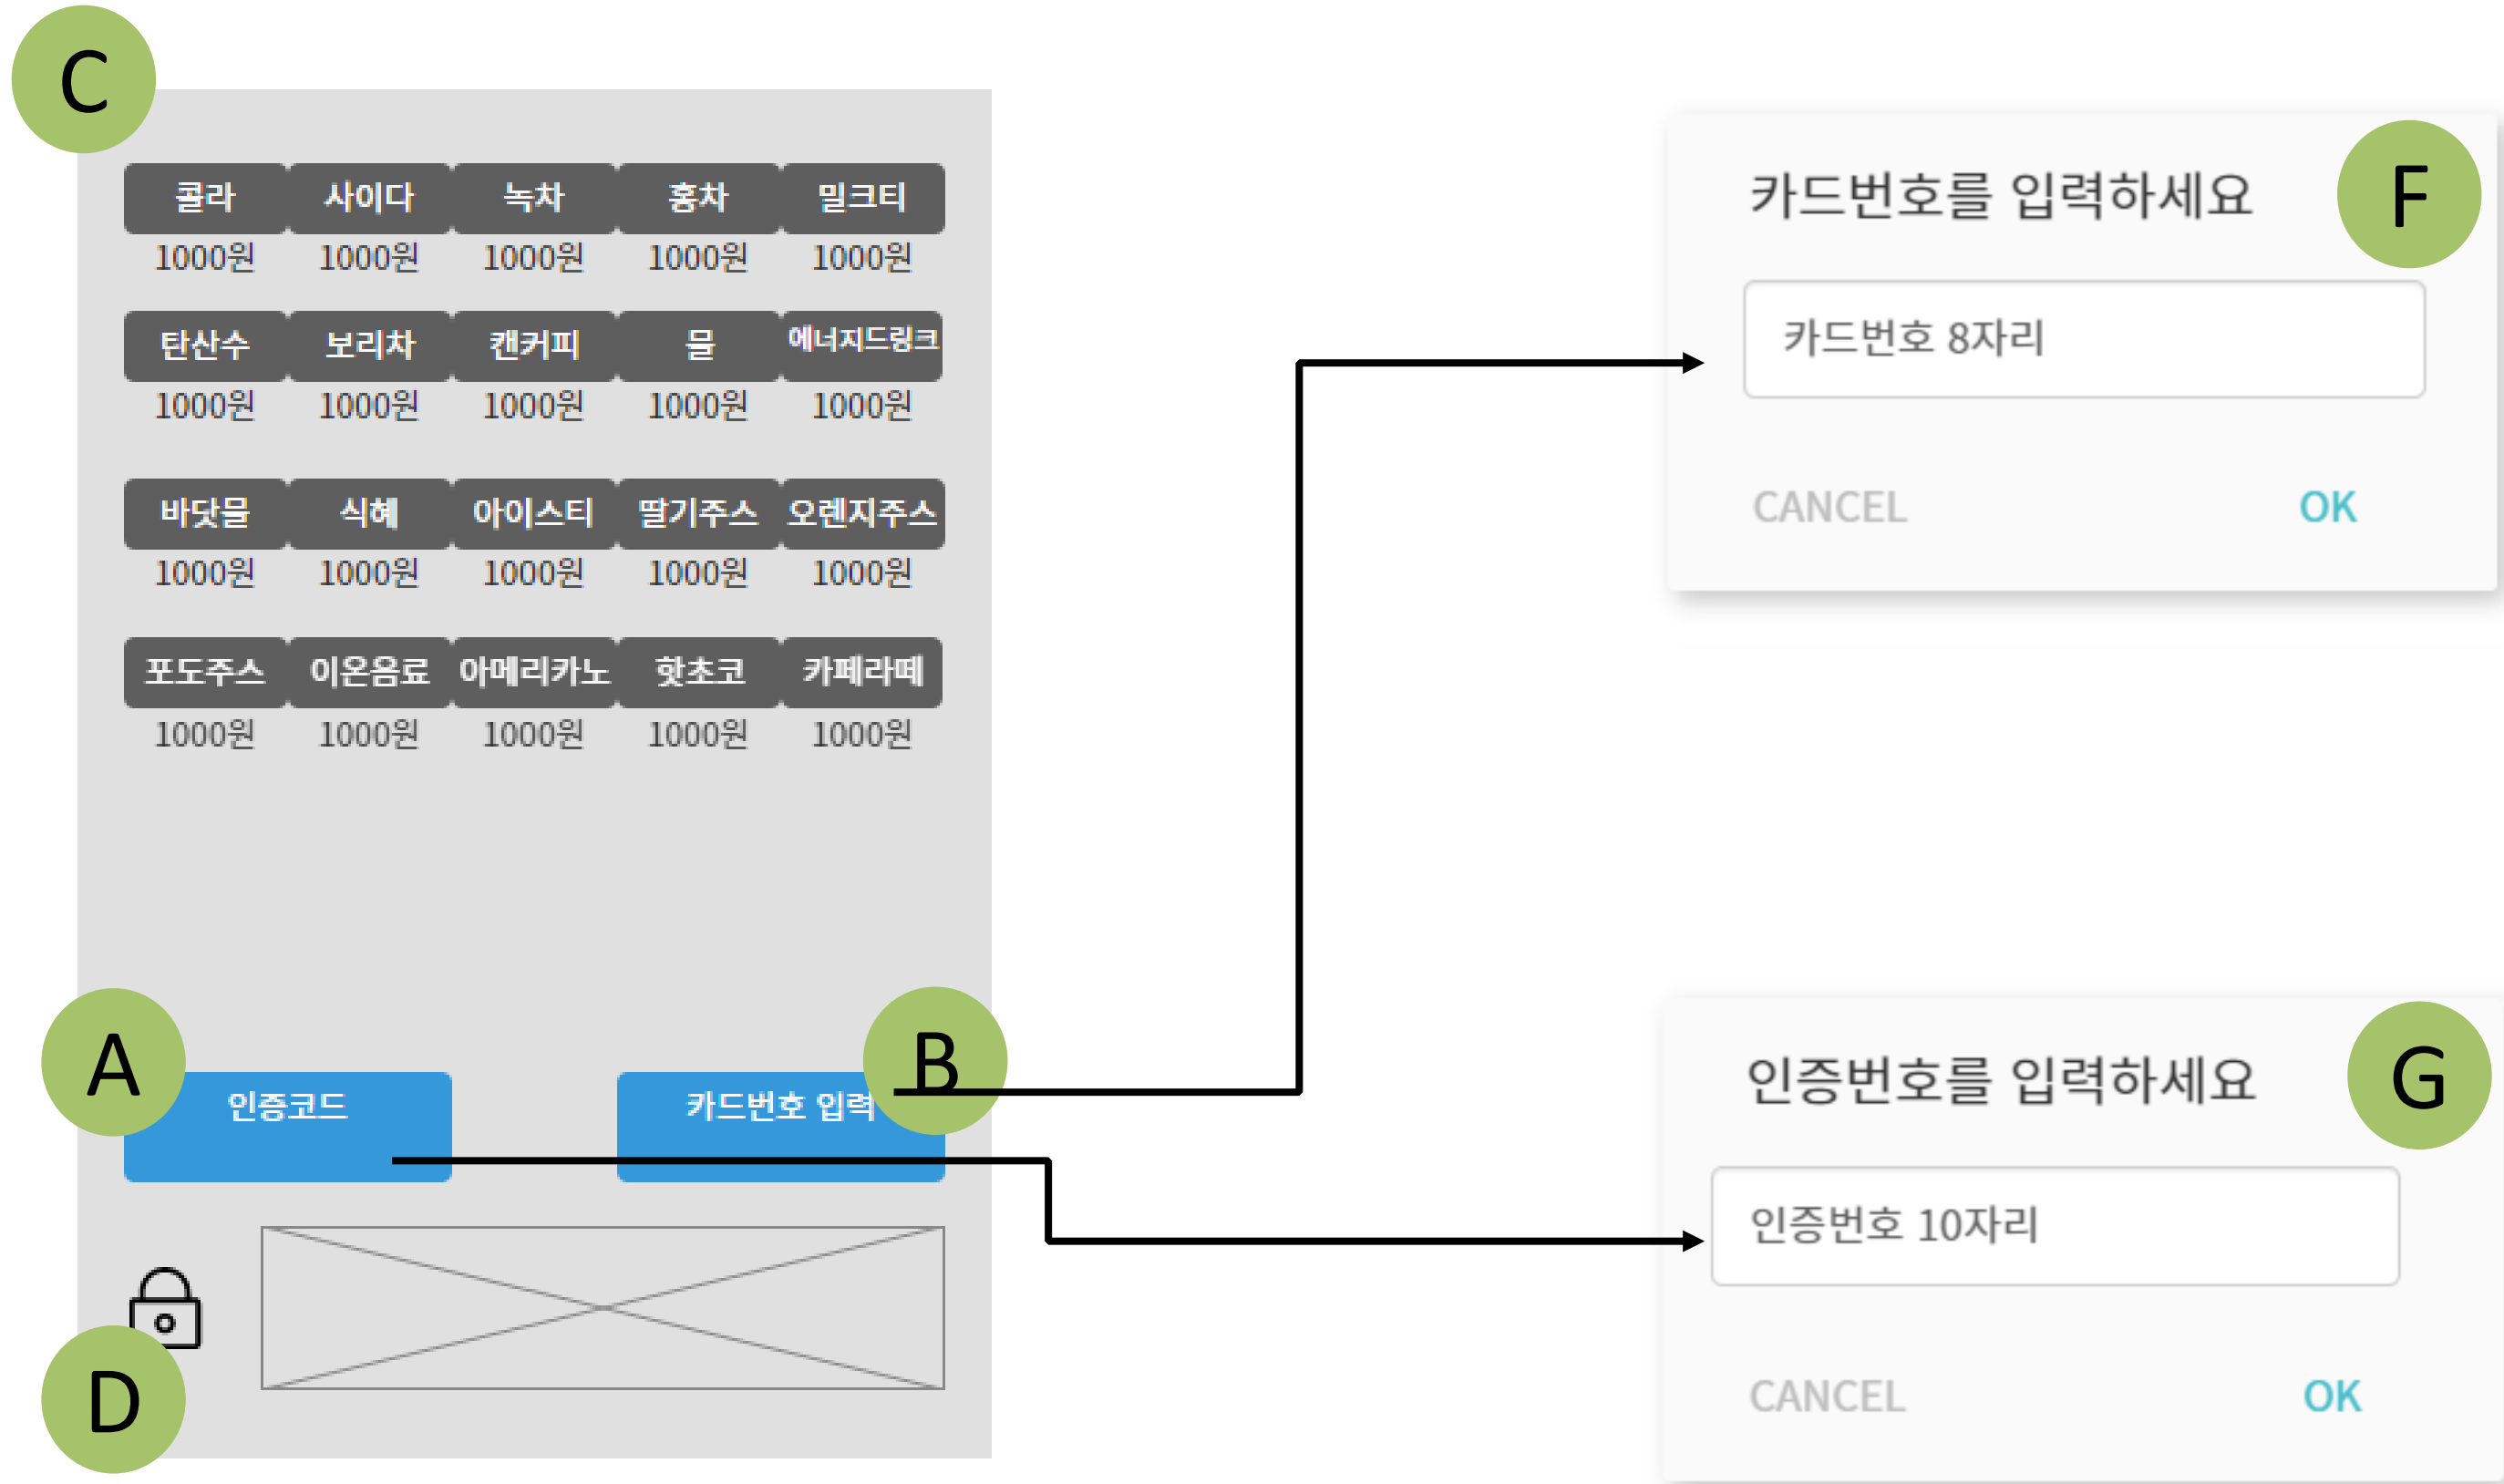 C
콜라 사이다 녹차 홍차 밀크티
1000원 1000원 1000원 1000원 1000원
탄산수 보리차 캔커피 물 에너지드링크
1000원 1000원 1000원 1000원 1000원
바닷물 식혜 아이스티 딸기주스 오렌지주스
1000원 1000원 1000원 1000원 1000원
포도주스 이온음료 아메리카노 핫초코 카페라떼
1000원 1000원 1000원 1000원 1000원
A
B
인증코드
카드번호 입력
D
F
카드번호를 입력하세요
카드번호 8자리
CANCEL OK
G
인증번호를 입력하세요
인증번호 10자리
CANCEL OK